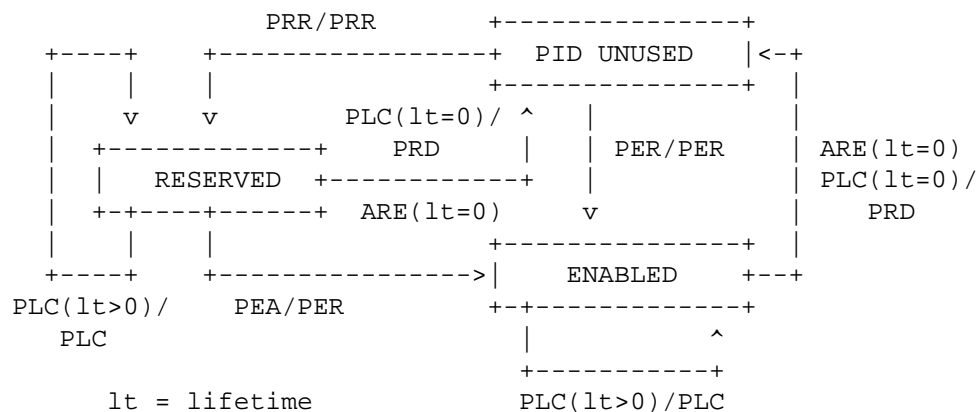 PRR/PRR
PID UNUSED
PLC(lt=0)/
PRD
PER/PER
ARE(lt=0)
PLC(lt=0)/
PRD
RESERVED
ARE(lt=0)
ENABLED
PLC(lt>0)/
PLC
PEA/PER
lt = lifetime
PLC(lt>0)/PLC